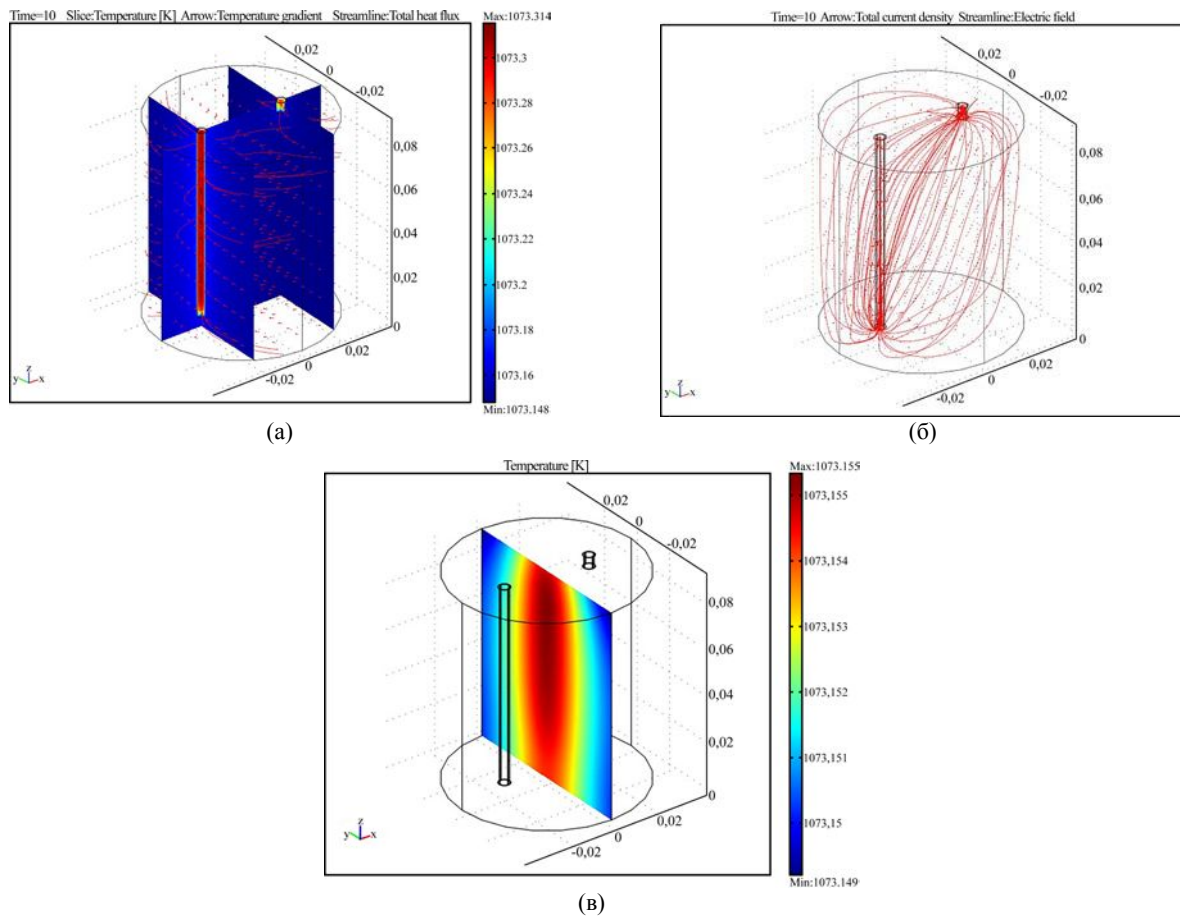 Time=10 Slice:Temperature [K] Arrow:Temperature gradient Streamline:Total heat flux
Max:1073.314
0,02
0
-0,02
1073.3
1073.28
1073.26
1073.24
1073.22
1073.2
1073.18
1073.16
0,08
0,06
0,04
0,02
0
0,02
0
-0,02
z
y
x
Min:1073.148
(а)
Time=10 Arrow:Total current density Streamline:Electric field
0,02
0
-0,02
0,08
0,06
0,04
0,02
0
0,02
0
-0,02
z
y
x
(б)
Temperature [K]
Max:1073.155
0,02
0
-0,02
1073,155
1073,154
1073,153
1073,152
1073,151
1073,15
0,08
0,06
0,04
0,02
0
0,02
0
-0,02
z
y
x
Min:1073.149
(в)